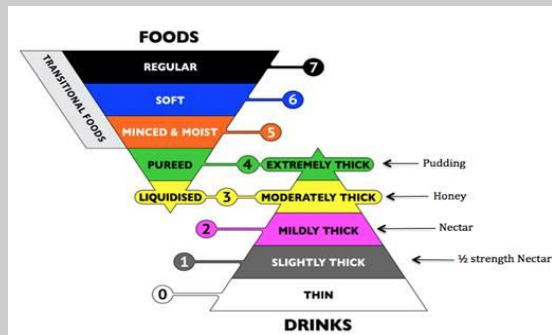 FOODS
TRANSITIONAL FOODS
REGULAR
7
SOFT
6
MINCED & MOIST
5
PUREED
4
EXTREMELY THICK
Pudding
LIQUIDISED
3
MODERATELY THICK
Honey
2
MILDLY THICK
Nectar
1
SLIGHTLY THICK
½ strength Nectar
0
THIN
DRINKS